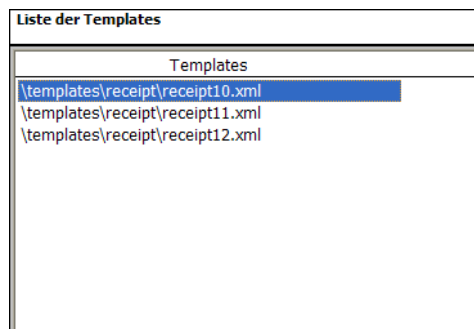 Liste der Templates
Templates
\templates\receipt\receipt10.xml
\templates\receipt\receipt11.xml
\templates\receipt\receipt12.xml